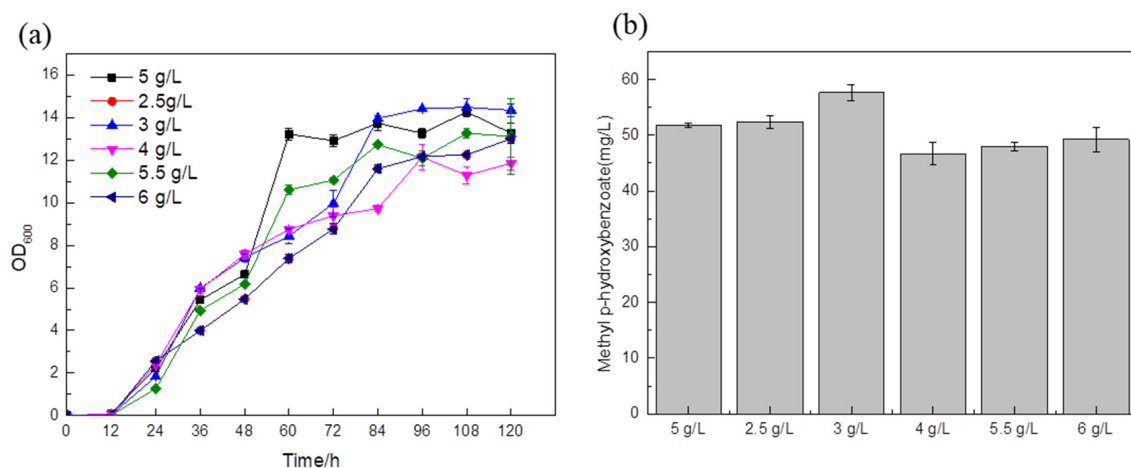 (a)
16
14
12
10
8
6
4
2
0
OD600
5 g/L
2.5g/L
3 g/L
4 g/L
5.5 g/L
6 g/L
0 12 24 36 48 60 72 84 96 108 120
Time/h
(b)
60
50
40
30
20
10
0
Methyl p-hydroxybenzoate(mg/L)
5 g/L 2.5 g/L 3 g/L 4 g/L 5.5 g/L 6 g/L